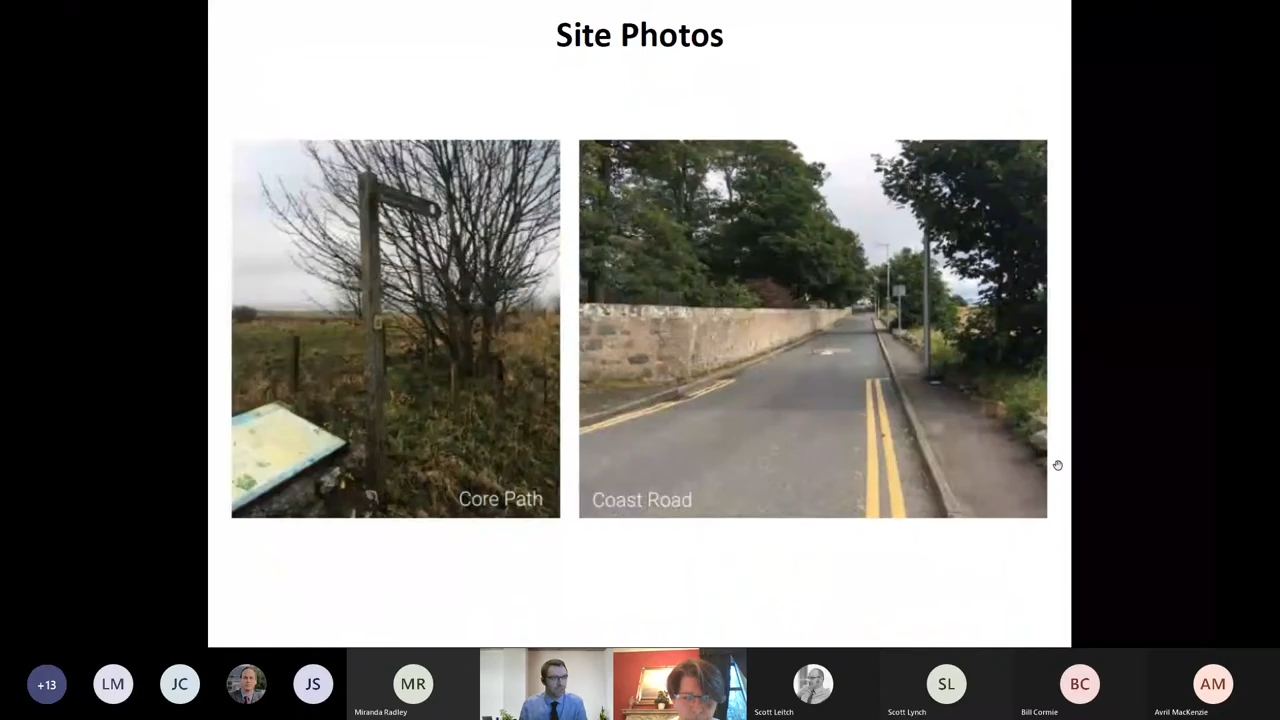 Site Photos
Core Path
Coast Road
+13
LM
JC
JS
MR
Miranda Radley
Scott Leitch
SL
Scott Lynch
BC
Bill Cormie
AM
Avril MacKenzie